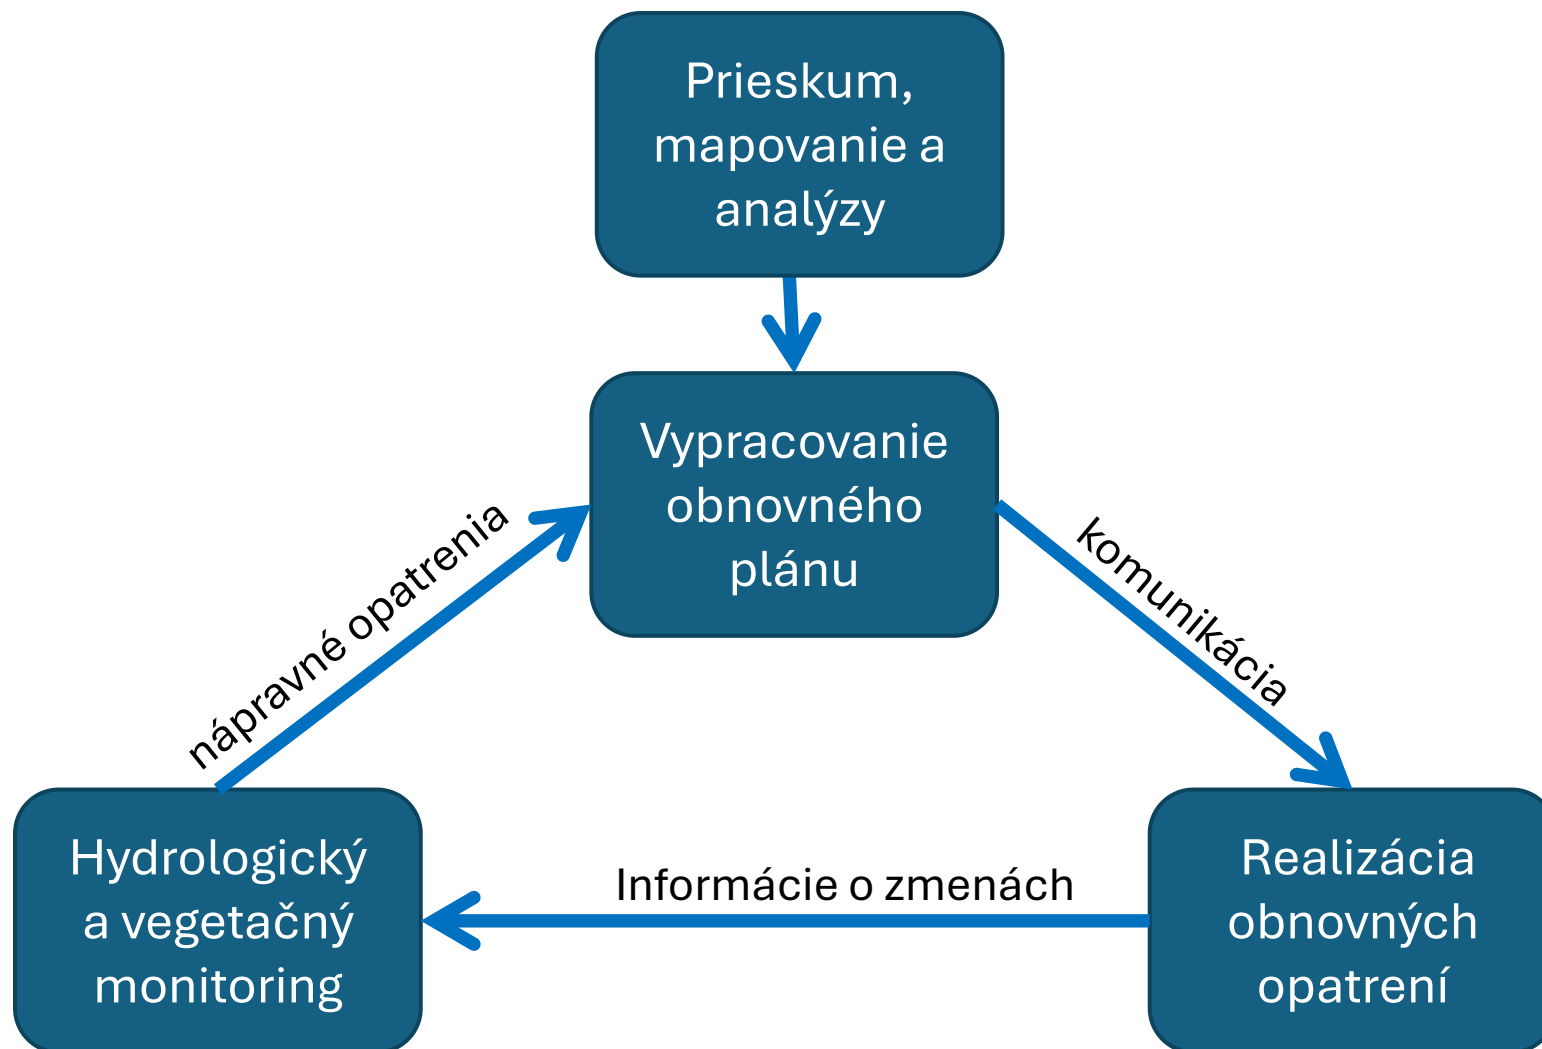 Prieskum,
mapovanie a
analýzy
Vypracovanie
obnovného
plánu
nápravné opatrenia
komunikácia
Hydrologický
a vegetačný
monitoring
Informácie o zmenách
Realizácia
obnovných
opatrení